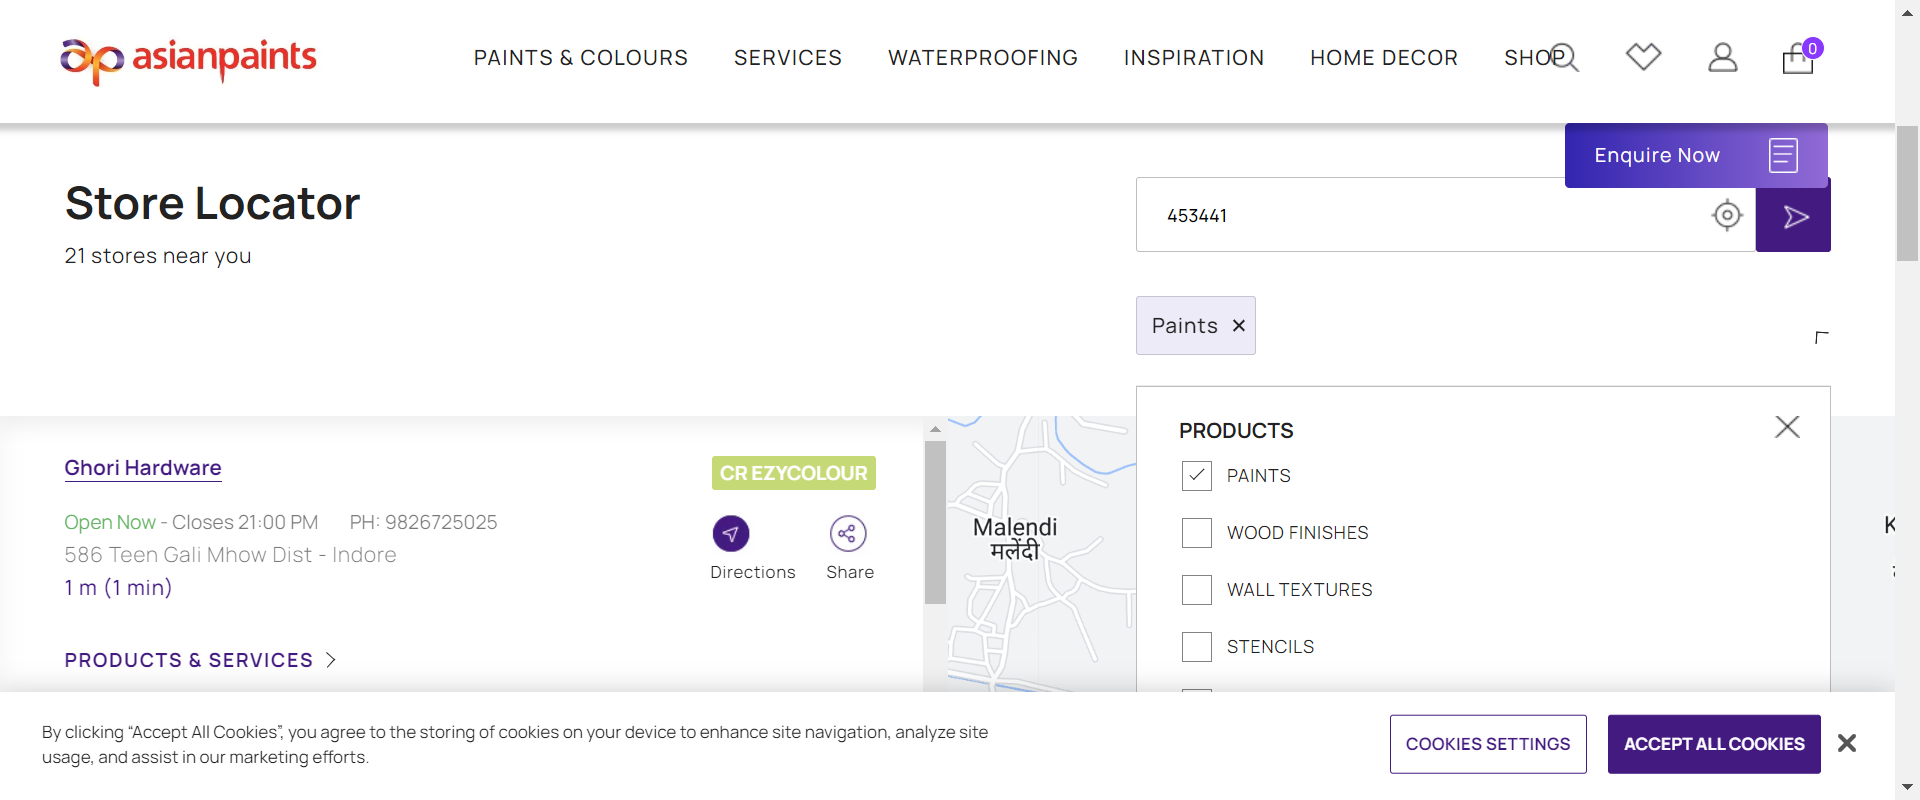 asianpaints
PAINTS & COLOURS
SERVICES
WATERPROOFING
INSPIRATION
HOME DECOR
SHOP
0
Enquire Now
Store Locator
21 stores near you
453441
Paints ×
Ghori Hardware
CR EZYCOLOUR
Open Now - Closes 21:00 PM PH: 9826725025
586 Teen Gali Mhow Dist - Indore
1 m (1 min)
Directions
Share
PRODUCTS & SERVICES
Malendi
मलेंदी
PRODUCTS
PAINTS
WOOD FINISHES
WALL TEXTURES
STENCILS
By clicking “Accept All Cookies”, you agree to the storing of cookies on your device to enhance site navigation, analyze site
usage, and assist in our marketing efforts.
COOKIES SETTINGS
ACCEPT ALL COOKIES